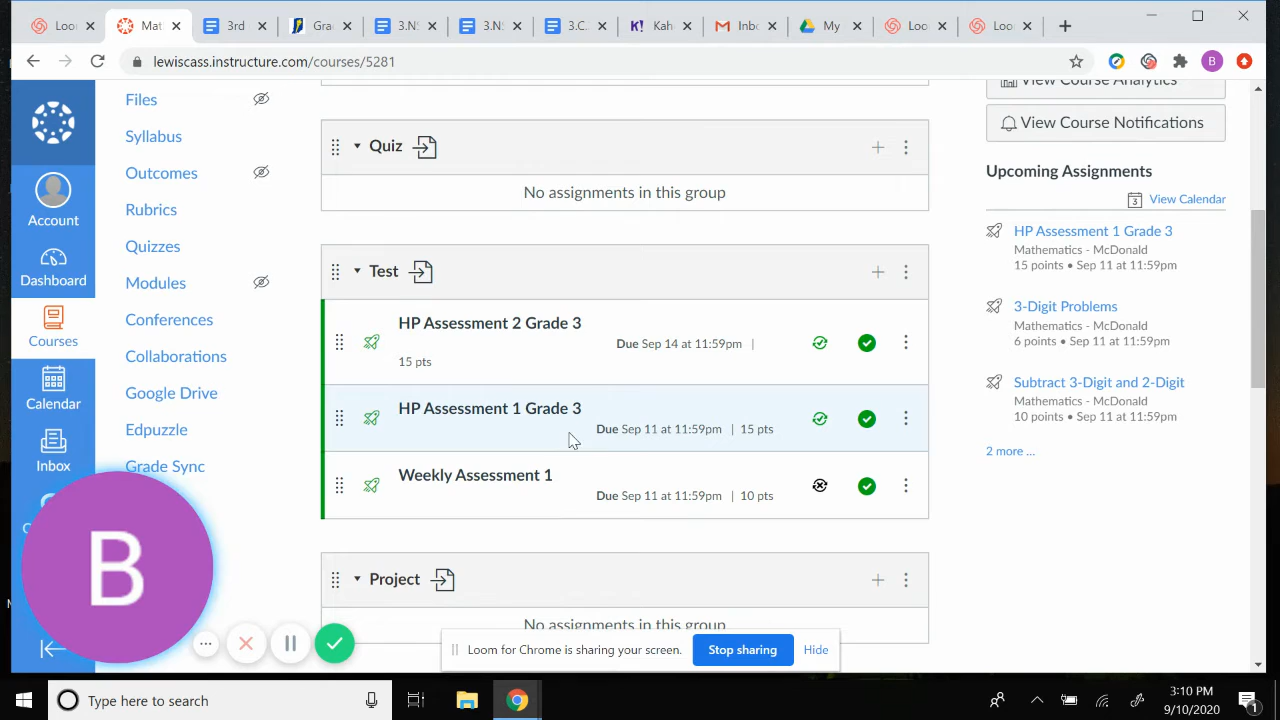 Loo
Mat
3rd
Gra
3.N
3.N
3.C
Kah
Inbo
My
Loo
Loo
lewiscass.instructure.com/courses/5281
B
Files
Syllabus
Outcomes
Rubrics
Quizzes
Modules
Conferences
Collaborations
Google Drive
Edpuzzle
Grade Sync
Account
Dashboard
Courses
Calendar
Inbox
B
Quiz
No assignments in this group
Test
HP Assessment 2 Grade 3
Due Sep 14 at 11:59pm |
15 pts
HP Assessment 1 Grade 3
Due Sep 11 at 11:59pm | 15 pts
Weekly Assessment 1
Due Sep 11 at 11:59pm | 10 pts
Project
No assignments in this group
View Course Analytics
View Course Notifications
Upcoming Assignments
3 View Calendar
HP Assessment 1 Grade 3
Mathematics - McDonald
15 points • Sep 11 at 11:59pm
3-Digit Problems
Mathematics - McDonald
6 points • Sep 11 at 11:59pm
Subtract 3-Digit and 2-Digit
Mathematics - McDonald
10 points • Sep 11 at 11:59pm
2 more ...
Loom for Chrome is sharing your screen.
Stop sharing
Hide
Type here to search
3:10 PM
9/10/2020
1